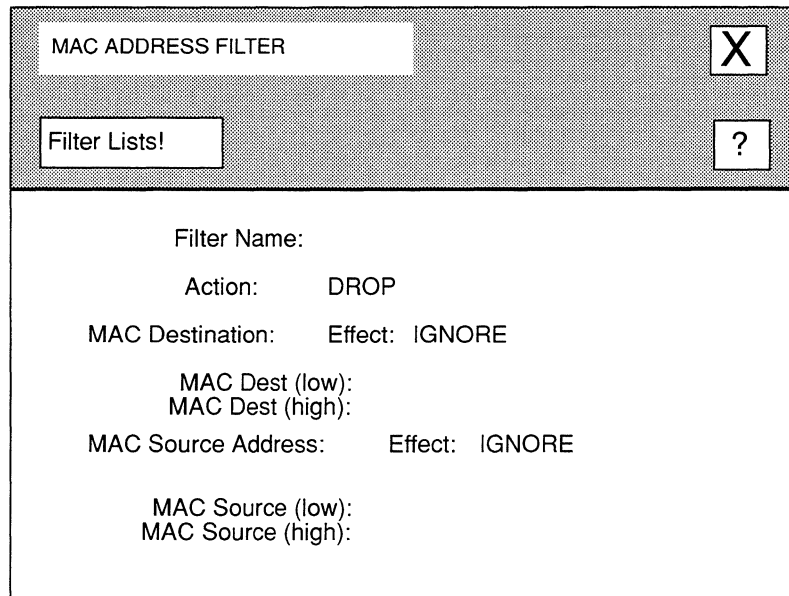 MAC ADDRESS FILTER
X
Filter Lists!
?
Filter Name:
Action: DROP
MAC Destination: Effect: IGNORE
MAC Dest (low):
MAC Dest (high):
MAC Source Address: Effect: IGNORE
MAC Source (low):
MAC Source (high):